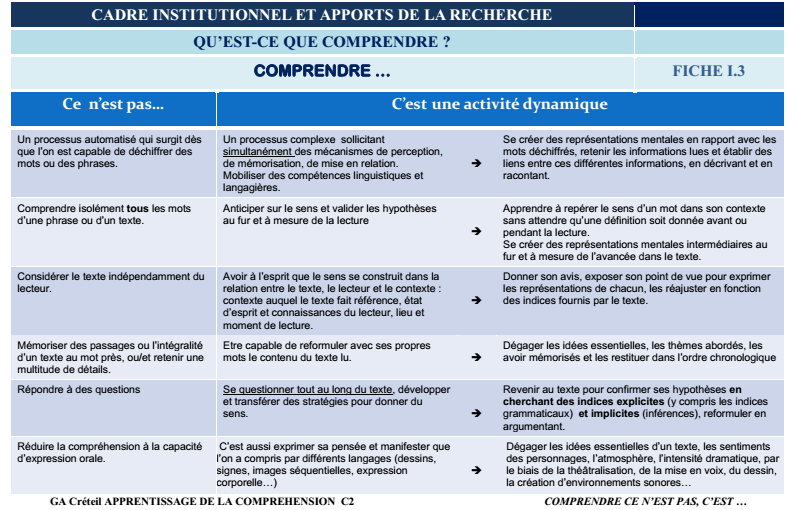 CADRE INSTITUTIONNEL ET APPORTS DE LA RECHERCHE
QU’EST-CE QUE COMPRENDRE ?
COMPRENDRE …
FICHE I.3
Ce n’est pas…
C’est une activité dynamique
Un processus automatisé qui surgit dès
que l’on est capable de déchiffrer des
mots ou des phrases.
Un processus complexe sollicitant
simultanément des mécanismes de perception,
de mémorisation, de mise en relation.
Mobiliser des compétences linguistiques et
langagières.
➔
Se créer des représentations mentales en rapport avec les
mots déchiffrés, retenir les informations lues et établir des
liens entre ces différentes informations, en décrivant et en
racontant.
Comprendre isolément tous les mots
d’une phrase ou d’un texte.
Anticiper sur le sens et valider les hypothèses
au fur et à mesure de la lecture
➔
Apprendre à repérer le sens d’un mot dans son contexte
sans attendre qu’une définition soit donnée avant ou
pendant la lecture.
Se créer des représentations mentales intermédiaires au
fur et à mesure de l’avancée dans le texte.
Considérer le texte indépendamment du
lecteur.
Avoir à l’esprit que le sens se construit dans la
relation entre le texte, le lecteur et le contexte :
contexte auquel le texte fait référence, état
d’esprit et connaissances du lecteur, lieu et
moment de lecture.
➔
Donner son avis, exposer son point de vue pour exprimer
les représentations de chacun, les réajuster en fonction
des indices fournis par le texte.
Mémoriser des passages ou l’intégralité
d’un texte au mot près, ou/et retenir une
multitude de détails.
Etre capable de reformuler avec ses propres
mots le contenu du texte lu.
➔
Dégager les idées essentielles, les thèmes abordés, les
avoir mémorisés et les restituer dans l’ordre chronologique
Répondre à des questions
Se questionner tout au long du texte, développer
et transférer des stratégies pour donner du
sens.
➔
Revenir au texte pour confirmer ses hypothèses en
cherchant des indices explicites (y compris les indices
grammaticaux) et implicites (inférences), reformuler en
argumentant.
Réduire la compréhension à la capacité
d’expression orale.
C’est aussi exprimer sa pensée et manifester que
l’on a compris par différents langages (dessins,
signes, images séquentielles, expression
corporelle…)
➔
Dégager les idées essentielles d’un texte, les sentiments
des personnages, l’atmosphère, l’intensité dramatique, par
le biais de la théâtralisation, de la mise en voix, du dessin,
la création d’environnements sonores…
GA Créteil APPRENTISSAGE DE LA COMPREHENSION C2
COMPRENDRE CE N’EST PAS, C’EST …